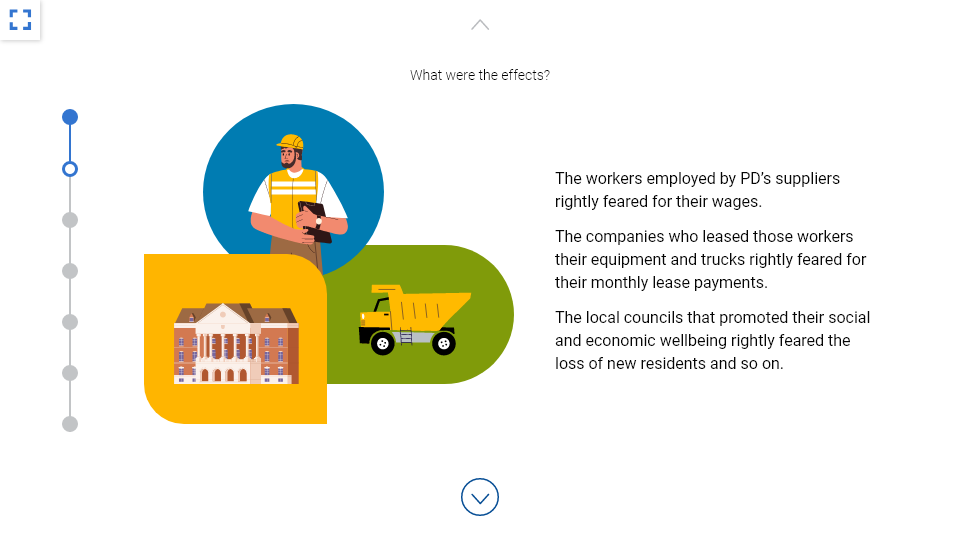 What were the effects?
The workers employed by PD’s suppliers
rightly feared for their wages.
The companies who leased those workers
their equipment and trucks rightly feared for
their monthly lease payments.
The local councils that promoted their social
and economic wellbeing rightly feared the
loss of new residents and so on.